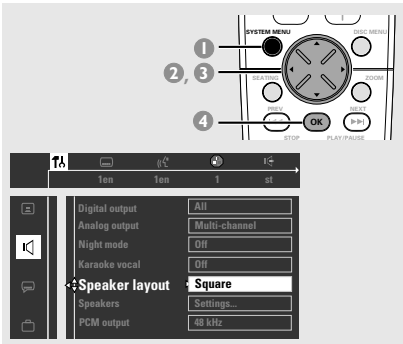 SYSTEM MENU
DISC MENU
1
2, 3
SEATING
ZOOM
PREV
NEXT
4
OK
STOP
PLAY/PAUSE
1en
1en
1
st
Digital output
All
Analog output
Multi-channel
Night mode
Off
Karaoke vocal
Off
Speaker layout
Square
Speakers
Settings...
PCM output
48 kHz